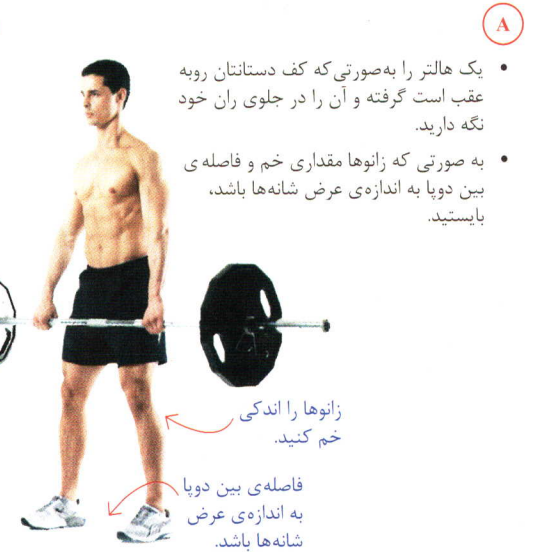 A
• یک هالتر را به‌صورتی‌که کف دستانتان روبه
عقب است گرفته و آن را در جلوی ران خود
نگه دارید.
• به صورتی که زانوها مقداری خم و فاصله ی
بین دوپا به اندازه‌ی عرض شانه‌ها باشد،
بایستید.
زانوها را اندکی
خم کنید.
فاصله‌ی بین دوپا
به اندازه‌ی عرض
شانه‌ها باشد.